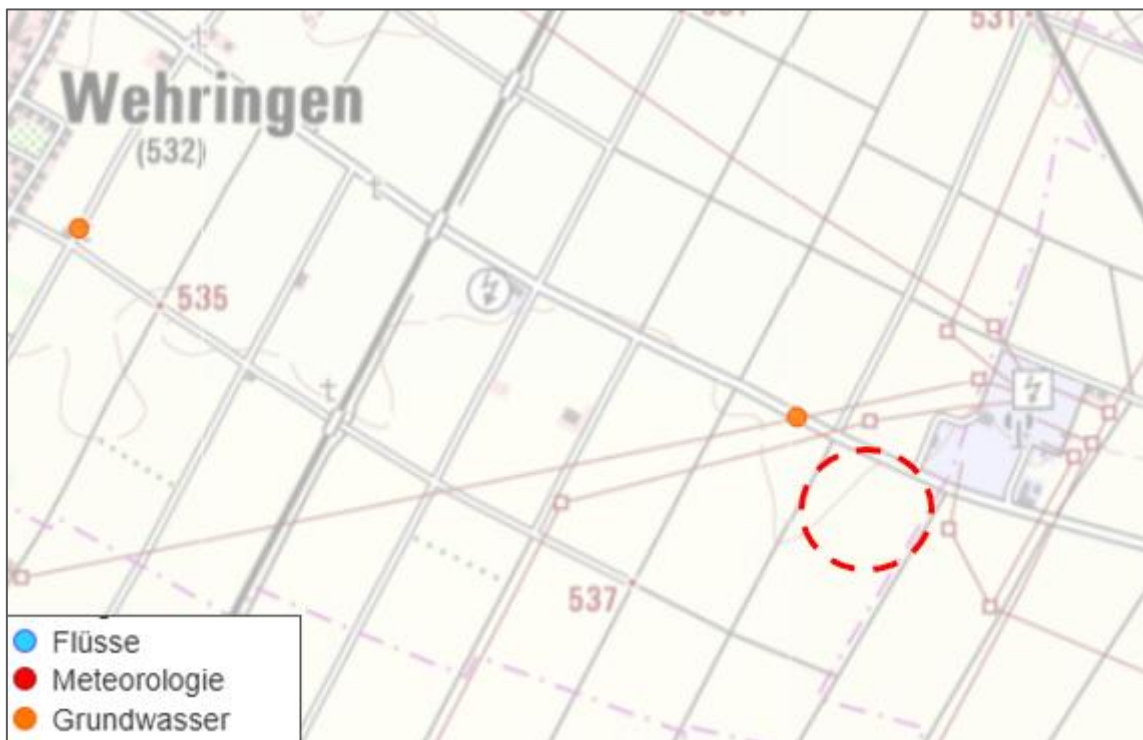 531
Wehringen
(532)
535
537
Flüsse
Meteorologie
Grundwasser